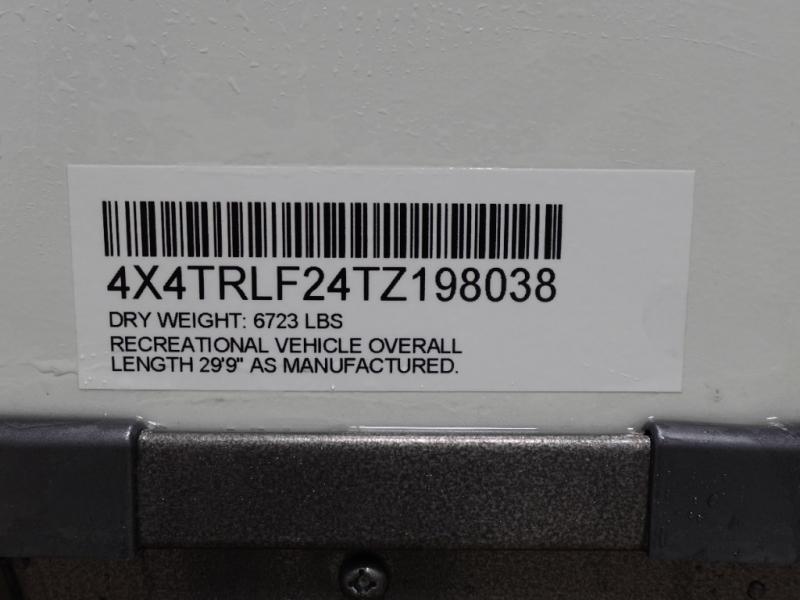 4X4TRLF24TZ198038
DRY WEIGHT: 6723 LBS
RECREATIONAL VEHICLE OVERALL
LENGTH 29'9" AS MANUFACTURED.